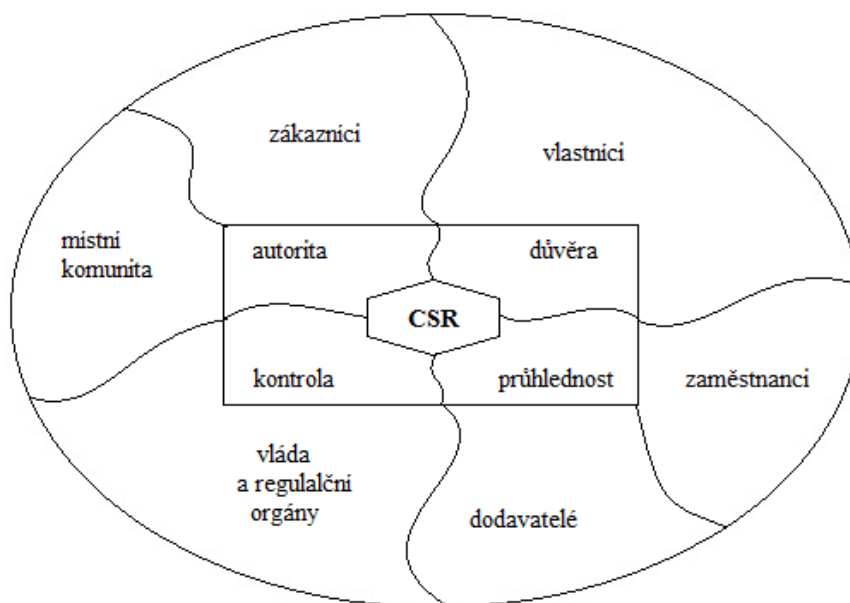 zákazníci
vlastníci
místní
komunita
autorita
důvěra
CSR
kontrola
průhlednost
zaměstnanci
vláda
a regulalční
orgány
dodavatelé